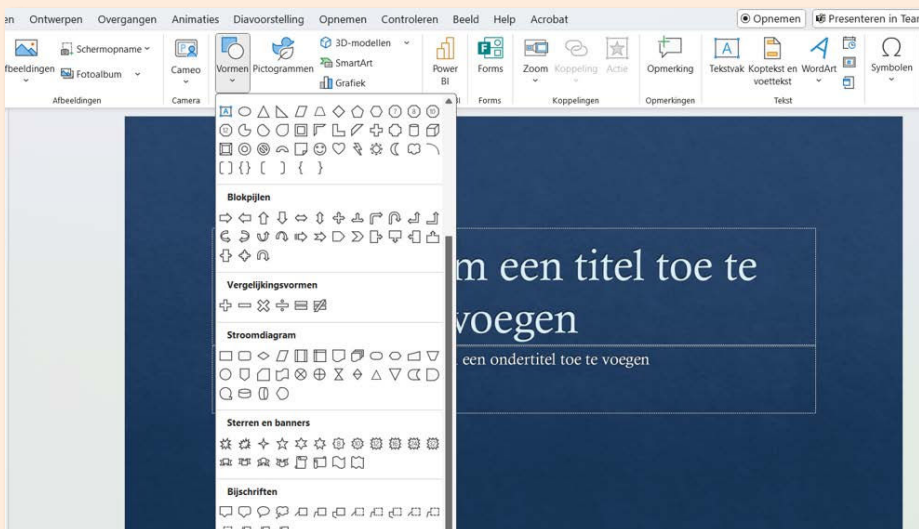 en Ontwerpen Overgangen Animaties Diavoorstelling Opnemen Controleren Beeld Help Acrobat Opnemen Presenteren in Tear
fbeeldingen
Schermopname
Fotoalbum
Cameo
Vormen
Pictogrammen
3D-modellen
SmartArt
Grafiek
Power BI
Forms
Zoom
Koppeling
Actie
Opmerking
Tekstvak
Koptekst en voettekst
WordArt
Symbolen
Afbeeldingen Camera Forms Koppelingen Opmerkingen Tekst
Blokpijlen
Vergelijkingsvormen
Stroomdiagram
Sterren en banners
Bijschriften
m een titel toe te
voegen
een ondertitel toe te voegen